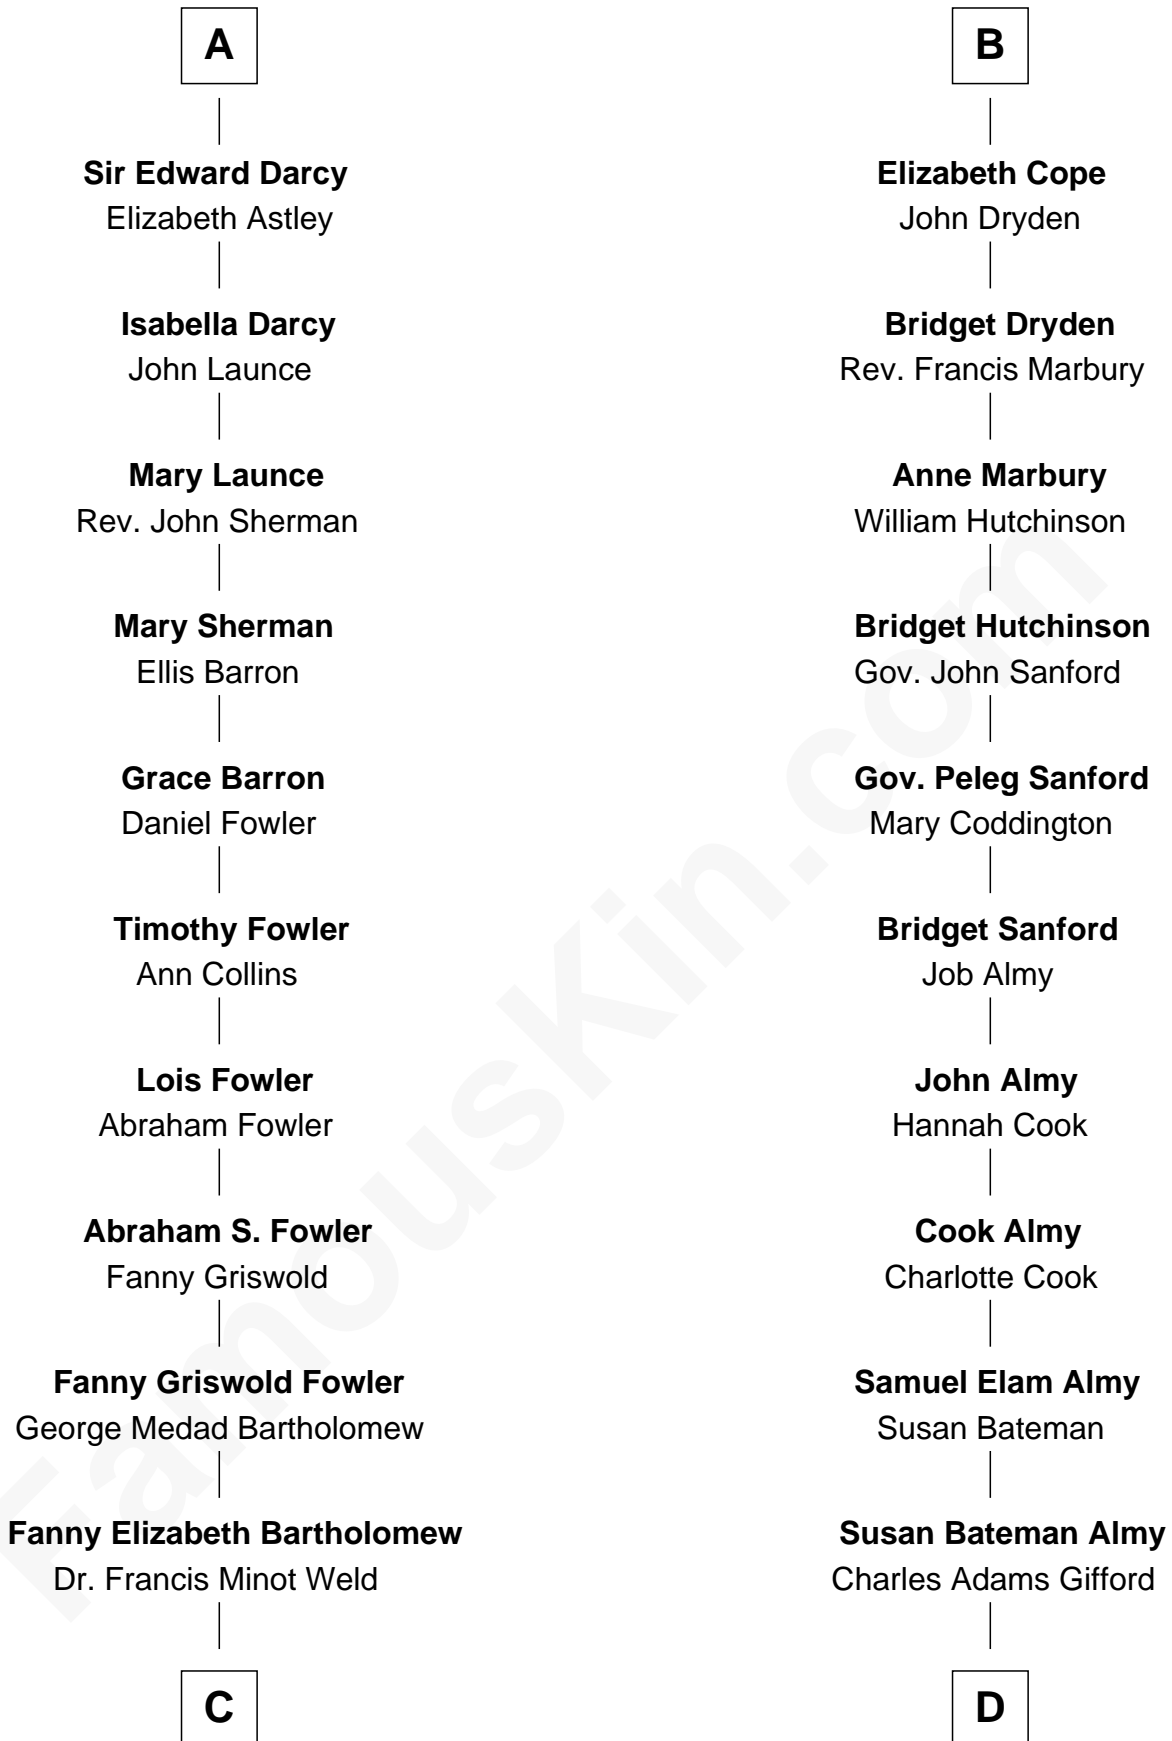 A
Sir Edward Darcy
Elizabeth Astley
Isabella Darcy
John Launce
Mary Launce
Rev. John Sherman
Mary Sherman
Ellis Barron
Grace Barron
Daniel Fowler
Timothy Fowler
Ann Collins
Lois Fowler
Abraham Fowler
Abraham S. Fowler
Fanny Griswold
Fanny Griswold Fowler
George Medad Bartholomew
Fanny Elizabeth Bartholomew
Dr. Francis Minot Weld
C
B
Elizabeth Cope
John Dryden
Bridget Dryden
Rev. Francis Marbury
Anne Marbury
William Hutchinson
Bridget Hutchinson
Gov. John Sanford
Gov. Peleg Sanford
Mary Coddington
Bridget Sanford
Job Almy
John Almy
Hannah Cook
Cook Almy
Charlotte Cook
Samuel Elam Almy
Susan Bateman
Susan Bateman Almy
Charles Adams Gifford
D
FamousKin.com